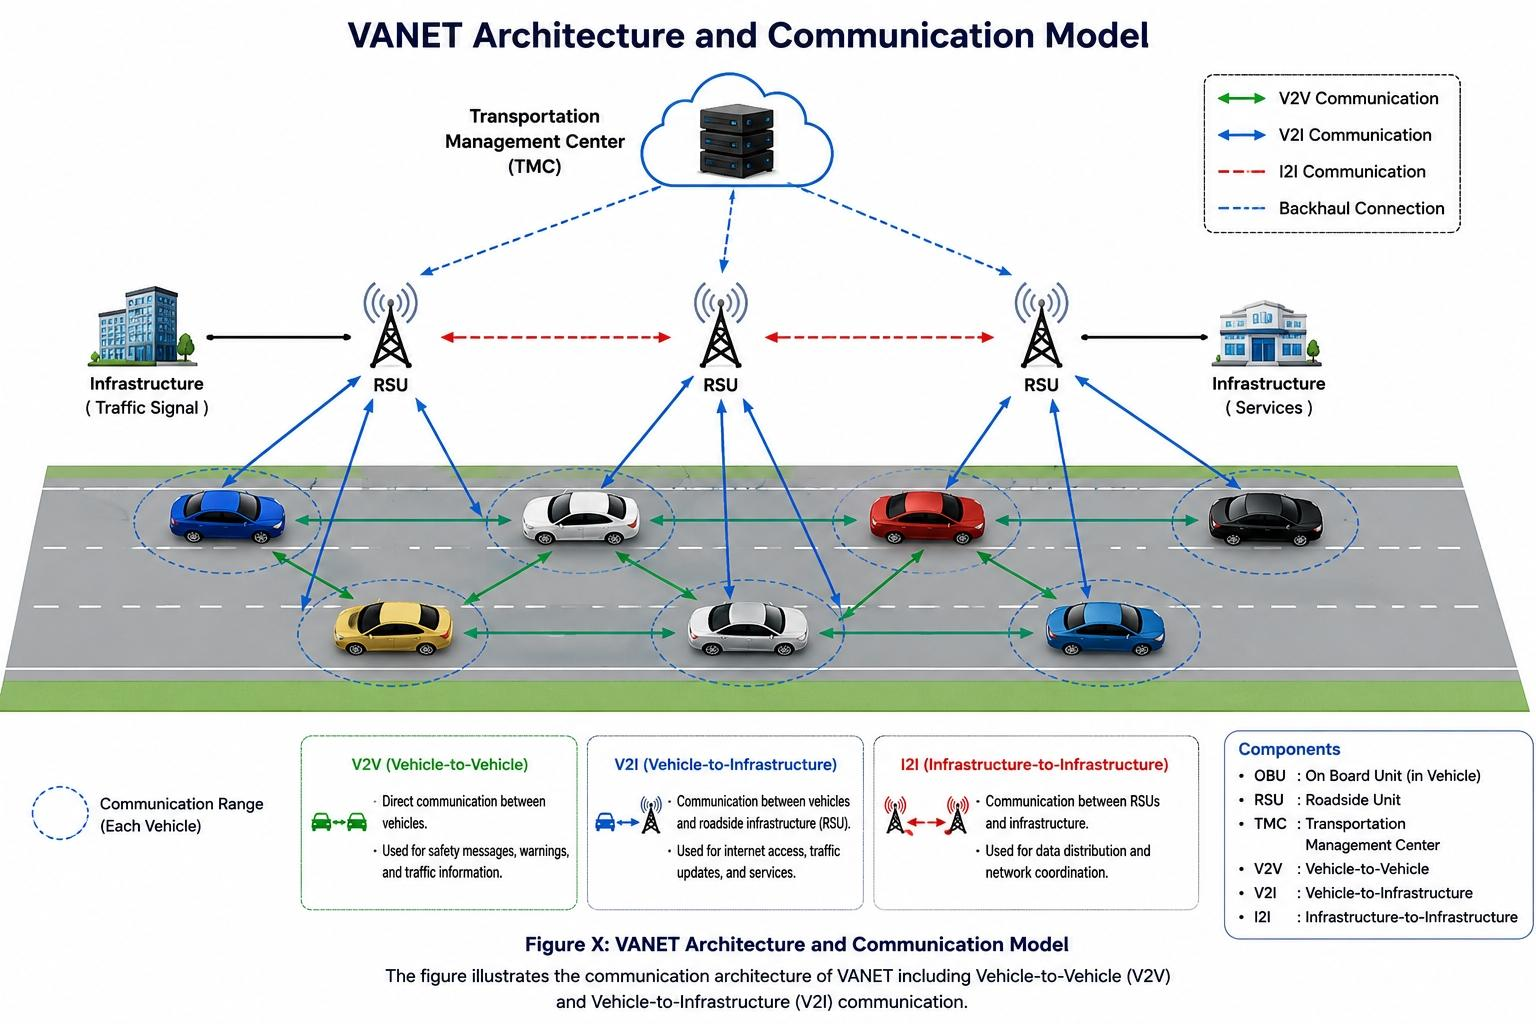 VANET Architecture and Communication Model
Transportation
Management Center
(TMC)
V2V Communication
V2I Communication
I2I Communication
Backhaul Connection
Infrastructure
( Traffic Signal )
RSU
RSU
RSU
Infrastructure
( Services )
Communication Range
(Each Vehicle)
V2V (Vehicle-to-Vehicle)
· Direct communication between
vehicles.
· Used for safety messages, warnings,
and traffic information.
V2I (Vehicle-to-Infrastructure)
· Communication between vehicles
and roadside infrastructure (RSU).
· Used for internet access, traffic
updates, and services.
I2I (Infrastructure-to-Infrastructure)
· Communication between RSUs
and infrastructure.
· Used for data distribution and
network coordination.
Components
• OBU : On Board Unit (in Vehicle)
• RSU : Roadside Unit
• TMC : Transportation
Management Center
• V2V : Vehicle-to-Vehicle
• V2I : Vehicle-to-Infrastructure
• I2I : Infrastructure-to-Infrastructure
Figure X: VANET Architecture and Communication Model
The figure illustrates the communication architecture of VANET including Vehicle-to-Vehicle (V2V)
and Vehicle-to-Infrastructure (V2I) communication.